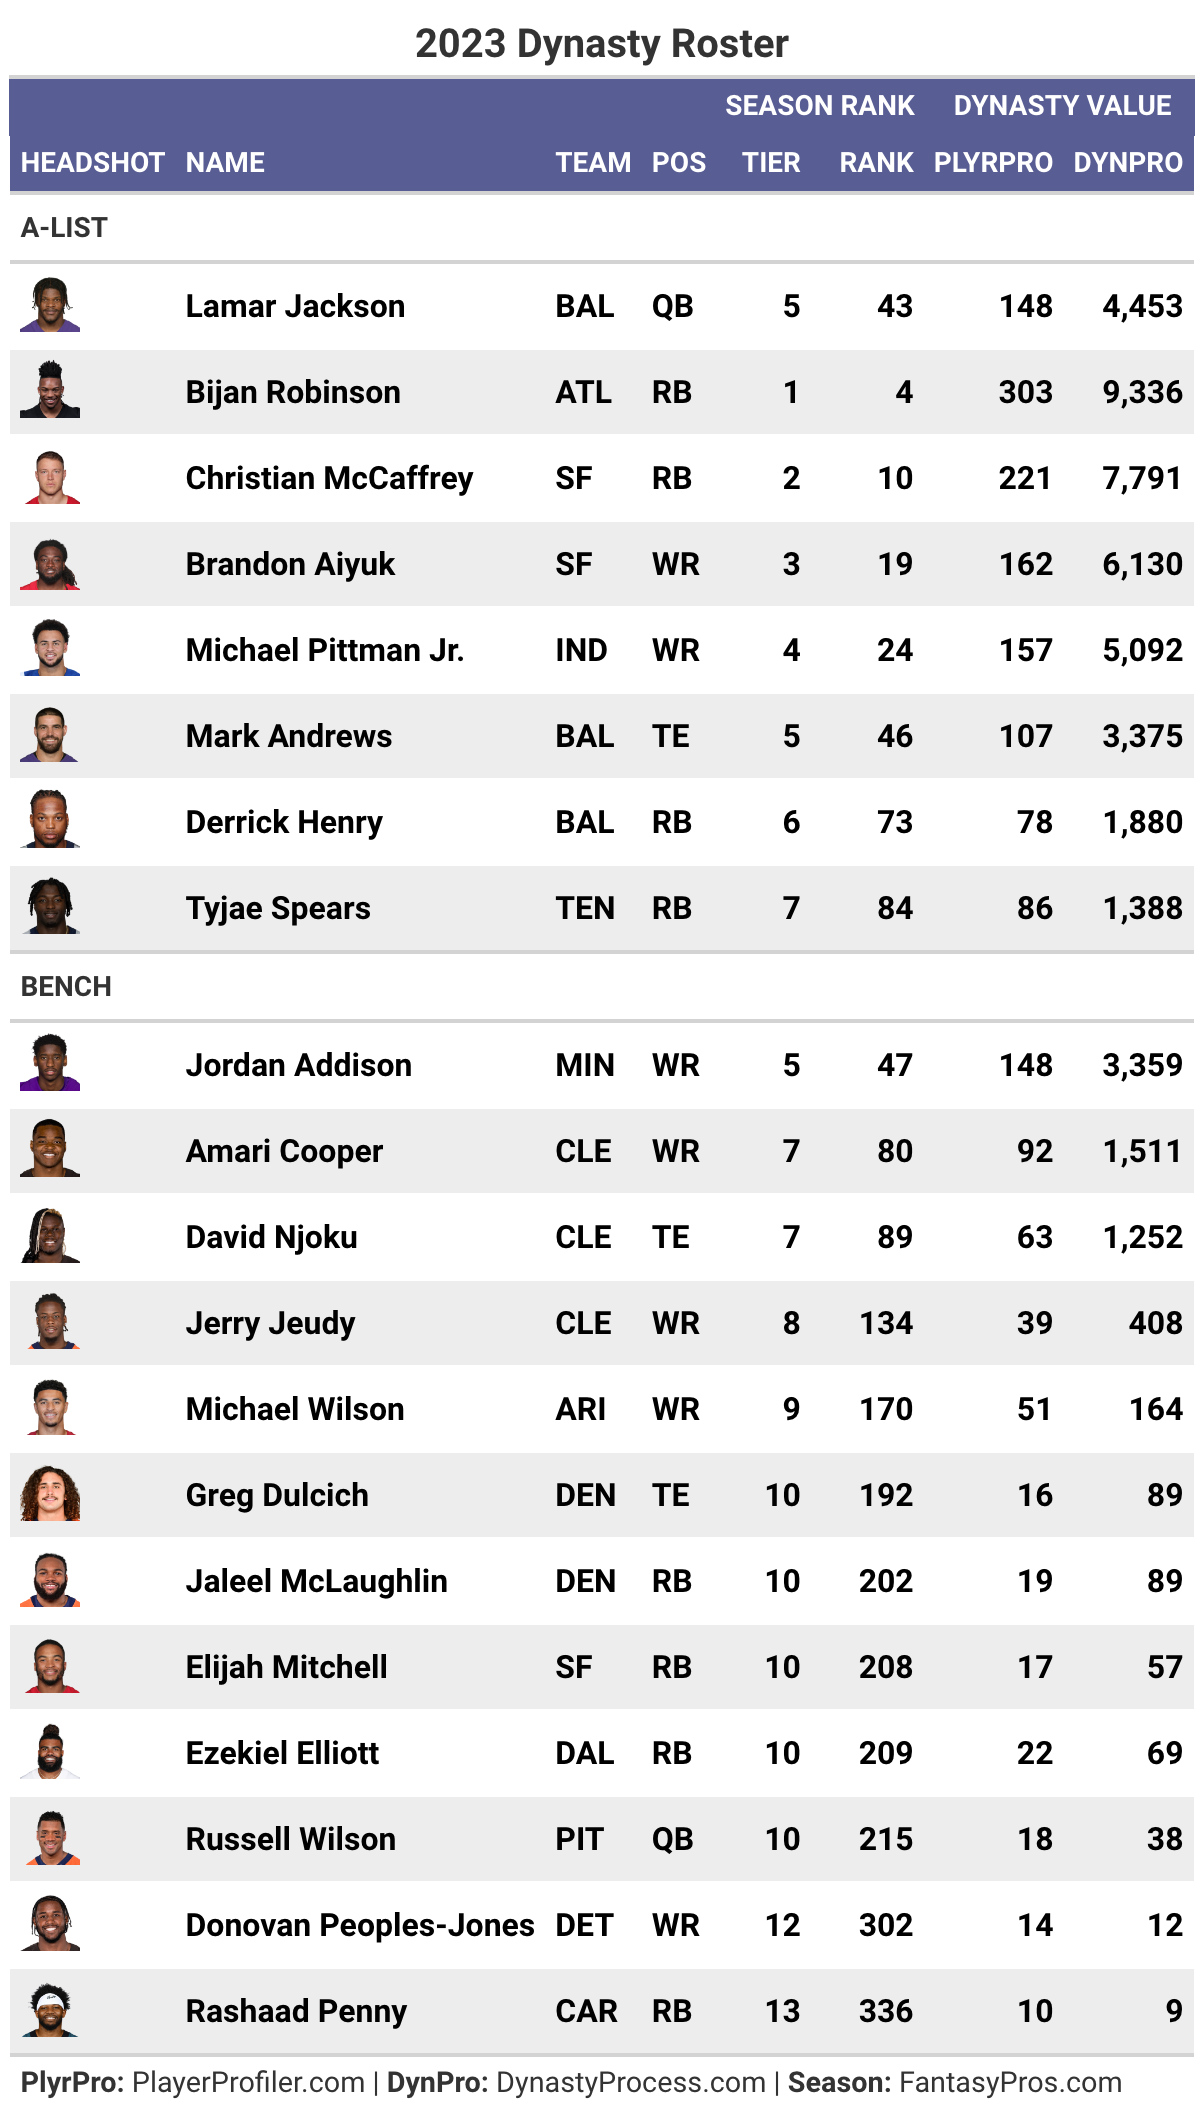 2023 Dynasty Roster
SEASON RANK DYNASTY VALUE
HEADSHOT NAME TEAM POS TIER RANK PLYRPRO DYNPRO
A-LIST
Lamar Jackson BAL QB 5 43 148 4,453
Bijan Robinson ATL RB 1 4 303 9,336
Christian McCaffrey SF RB 2 10 221 7,791
Brandon Aiyuk SF WR 3 19 162 6,130
Michael Pittman Jr. IND WR 4 24 157 5,092
Mark Andrews BAL TE 5 46 107 3,375
Derrick Henry BAL RB 6 73 78 1,880
Tyjae Spears TEN RB 7 84 86 1,388
BENCH
Jordan Addison MIN WR 5 47 148 3,359
Amari Cooper CLE WR 7 80 92 1,511
David Njoku CLE TE 7 89 63 1,252
Jerry Jeudy CLE WR 8 134 39 408
Michael Wilson ARI WR 9 170 51 164
Greg Dulcich DEN TE 10 192 16 89
Jaleel McLaughlin DEN RB 10 202 19 89
Elijah Mitchell SF RB 10 208 17 57
Ezekiel Elliott DAL RB 10 209 22 69
Russell Wilson PIT QB 10 215 18 38
Donovan Peoples-Jones DET WR 12 302 14 12
Rashaad Penny CAR RB 13 336 10 9
PlyrPro: PlayerProfiler.com | DynPro: DynastyProcess.com | Season: FantasyPros.com